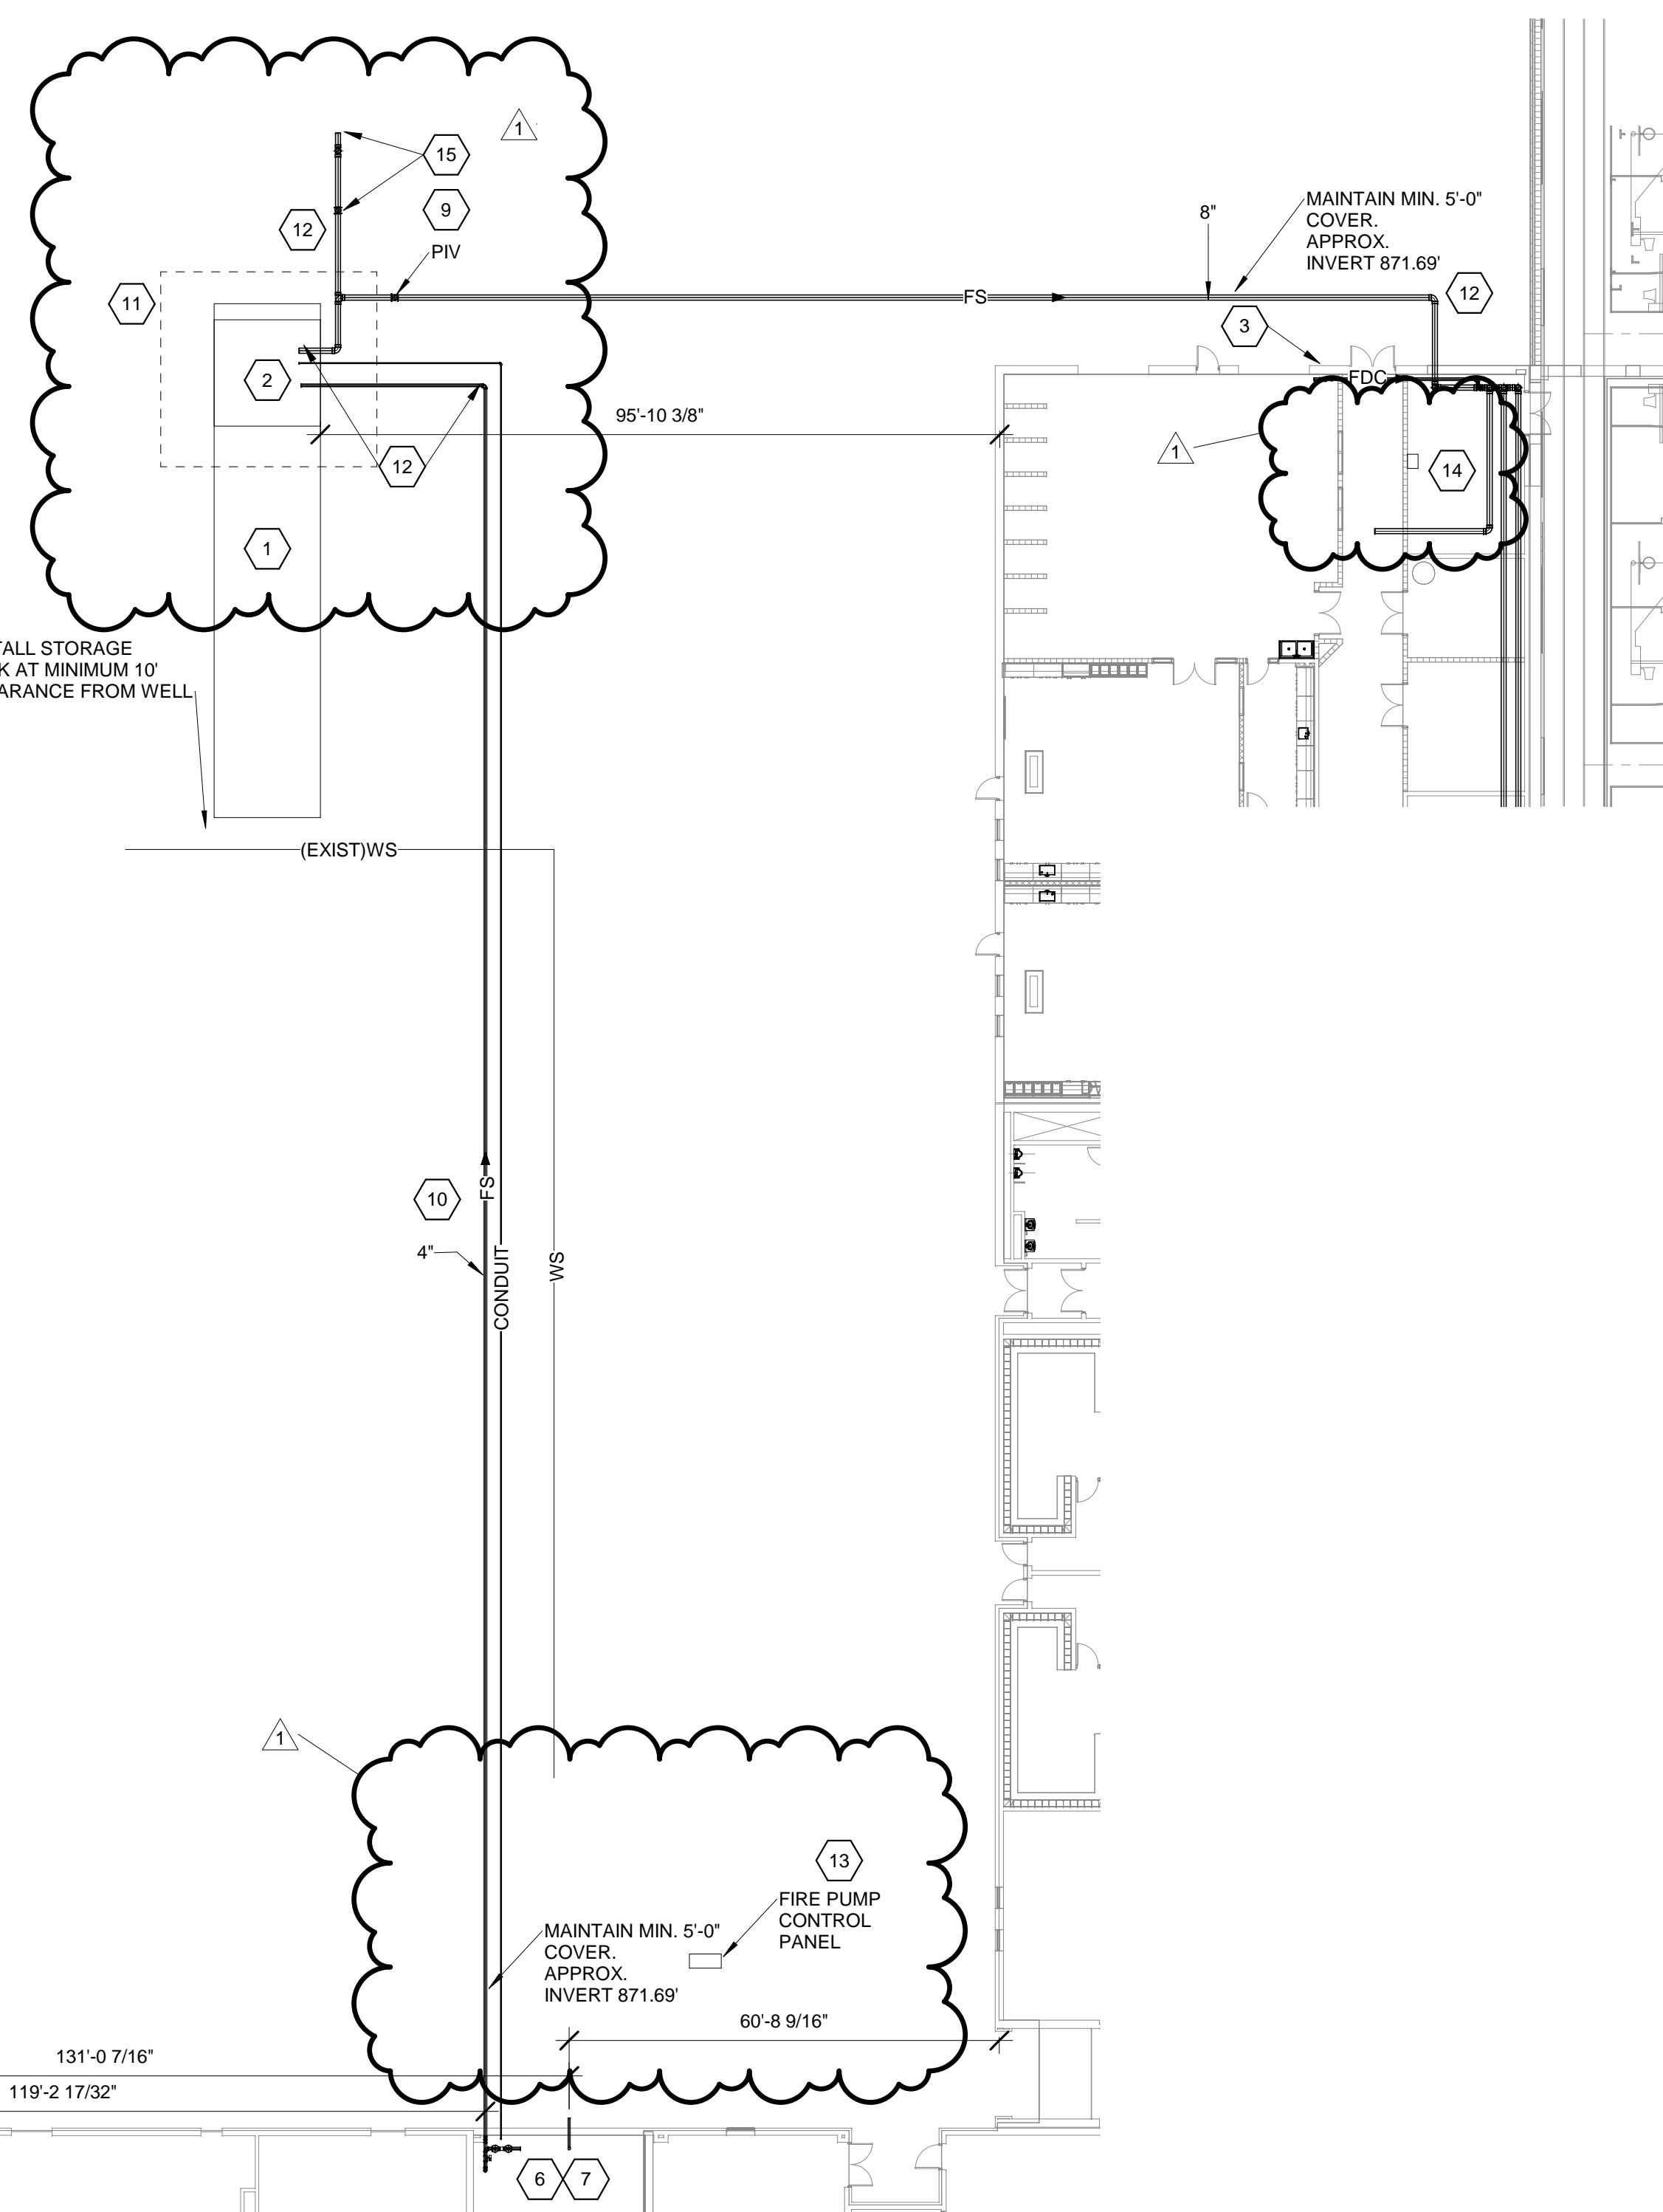 1
15
9
12
PIV
11
2
12
1
8"
MAINTAIN MIN. 5'-0"
COVER.
APPROX.
INVERT 871.69'
FS
12
3
FDC
95'-10 3/8"
1
14
TALL STORAGE
K AT MINIMUM 10'
ARANCE FROM WELL
(EXIST)WS
10
FS
4"
CONDUIT
WS
1
13
FIRE PUMP
CONTROL
PANEL
MAINTAIN MIN. 5'-0"
COVER.
APPROX.
INVERT 871.69'
60'-8 9/16"
131'-0 7/16"
119'-2 17/32"
6
7